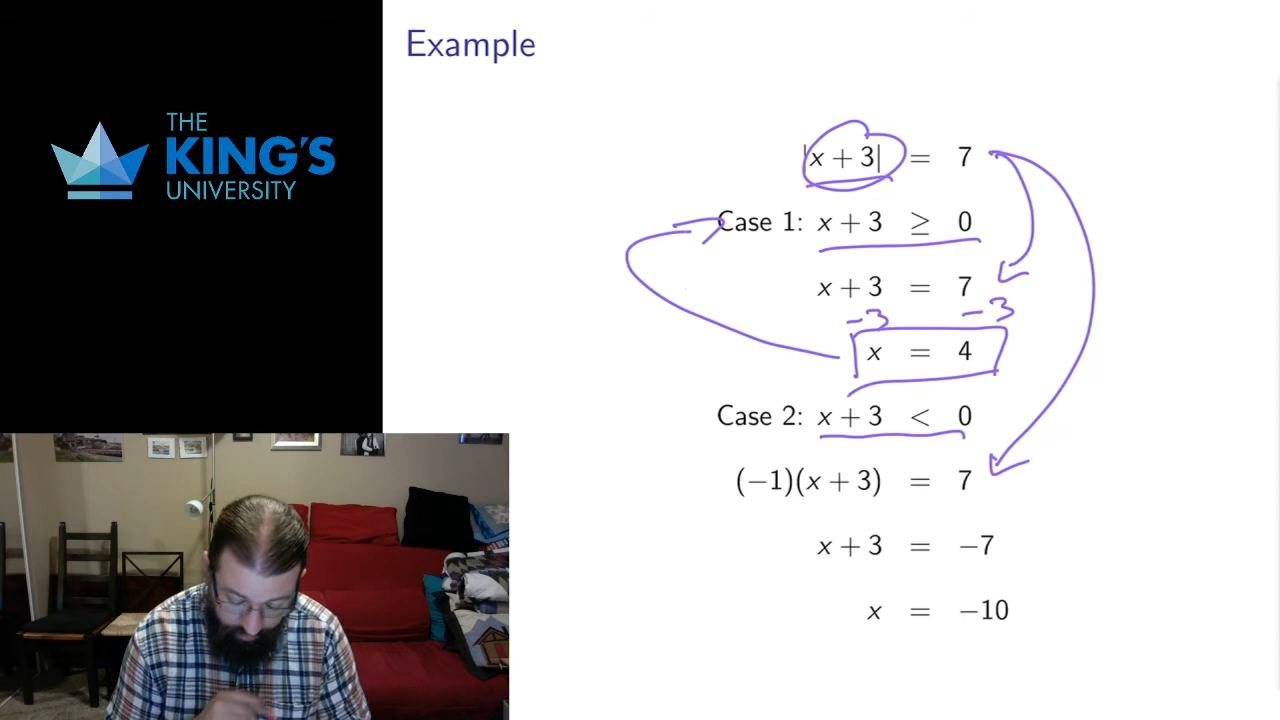 THE
KING'S
UNIVERSITY
Example
|x + 3| = 7
Case 1: x + 3 ≥ 0
x + 3 = 7
-3 -3
x = 4
Case 2: x + 3 < 0
(−1)(x + 3) = 7
x + 3 = −7
x = −10